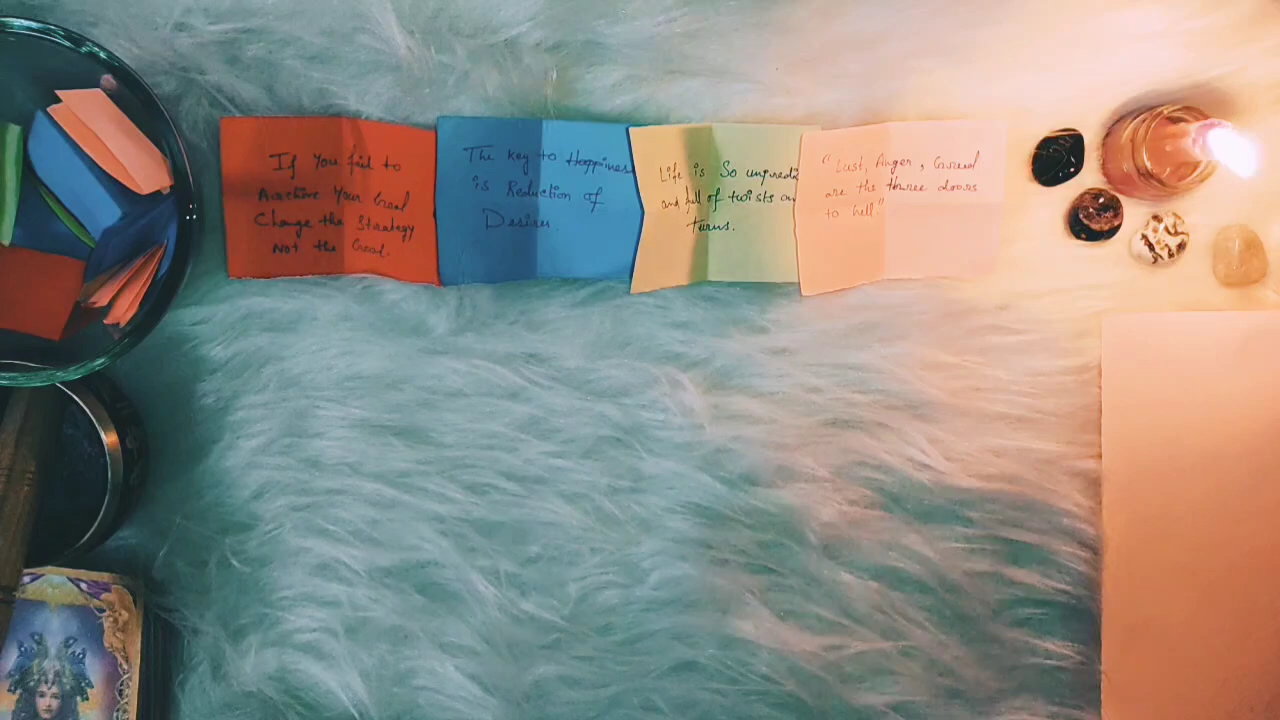 If You fail to
Avachive Your Goal
Change the Strategy
Not the Goal.
The key to Happines
is Reduction of
Desires.
Life is So unpredi
and full of twists an
turns.
"Lust, Anger, Greed
are the three doors
to hell."